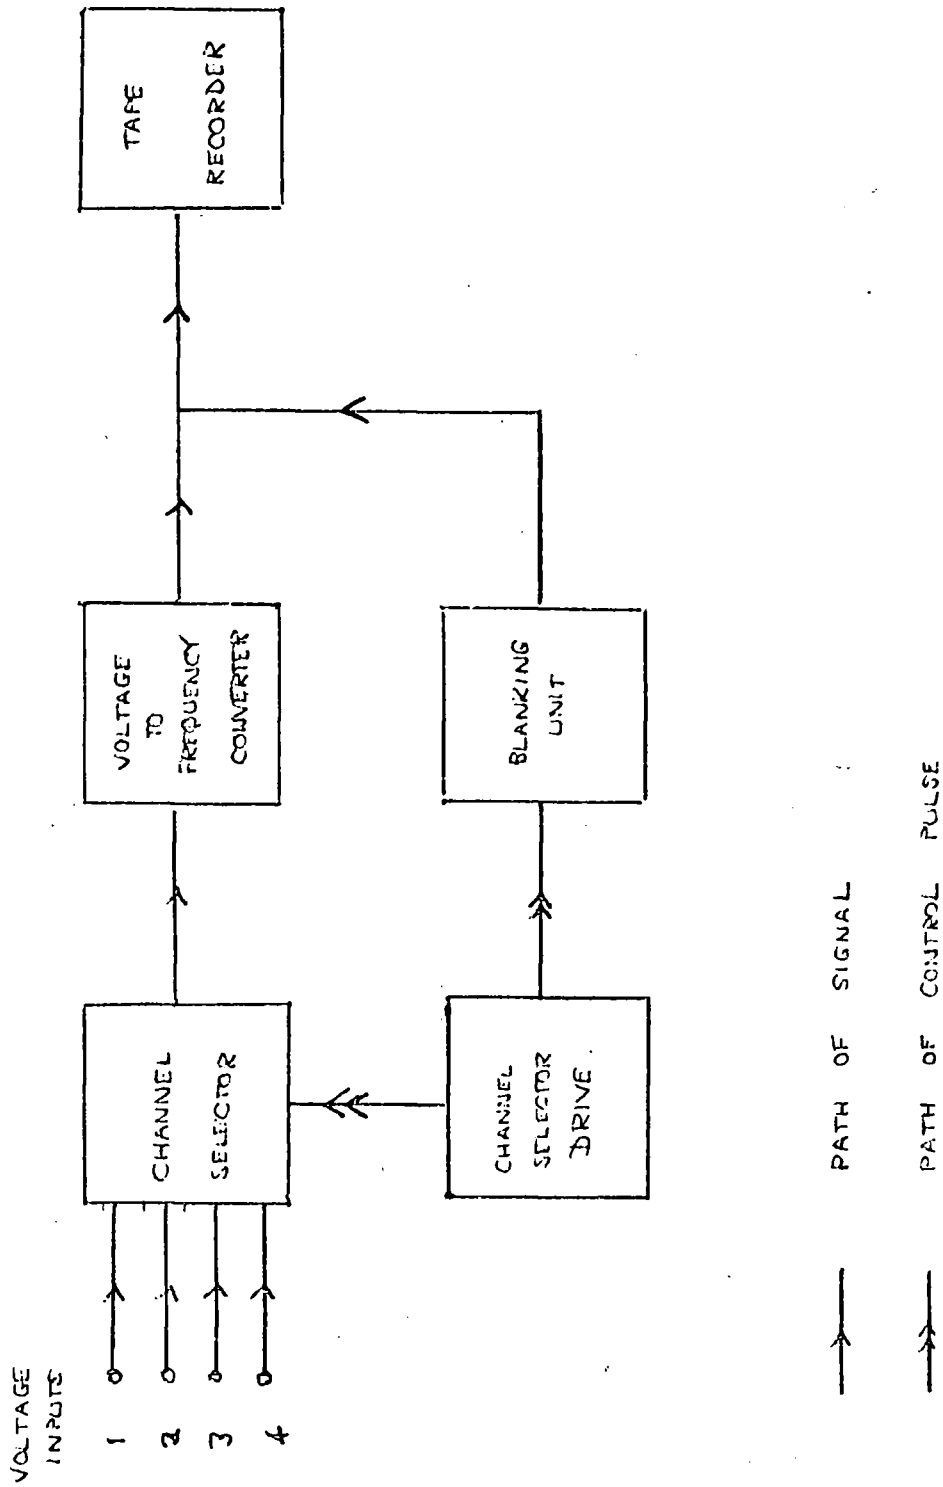 VOLTAGE
INPUTS
1
2
3
4
CHANNEL
SELECTOR
VOLTAGE
TO
FREQUENCY
CONVERTER
TAPE
RECORDER
CHANNEL
SELECTOR
DRIVE.
BLANKING
UNIT
PATH OF SIGNAL
PATH OF CONTROL PULSE